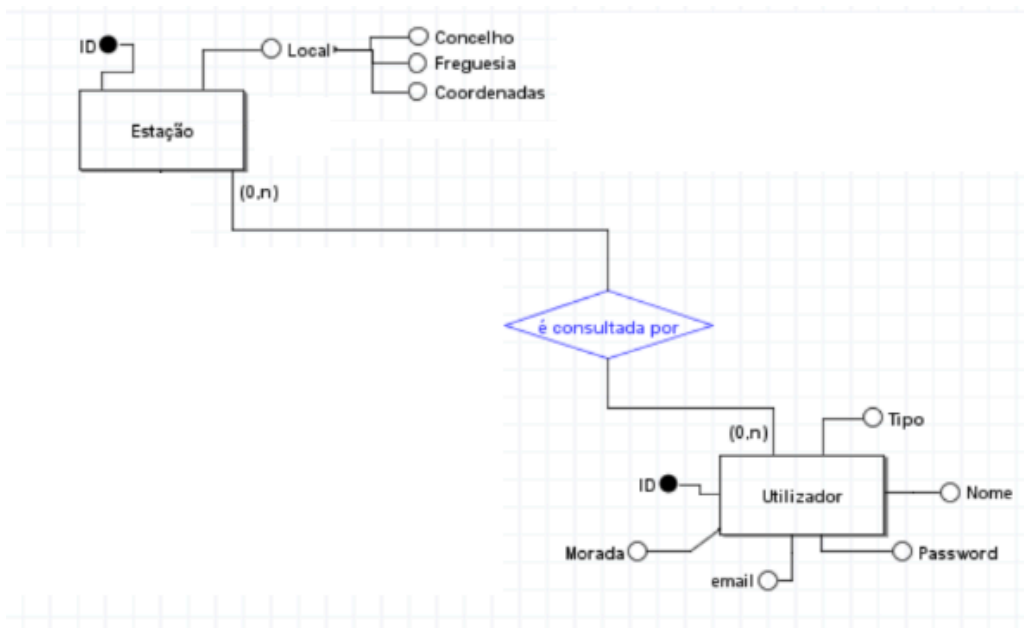 ID
Local
Concelho
Freguesia
Coordenadas
Estação
(0,n)
é consultada por
(0,n)
Tipo
ID
Utilizador
Nome
Morada
Password
email